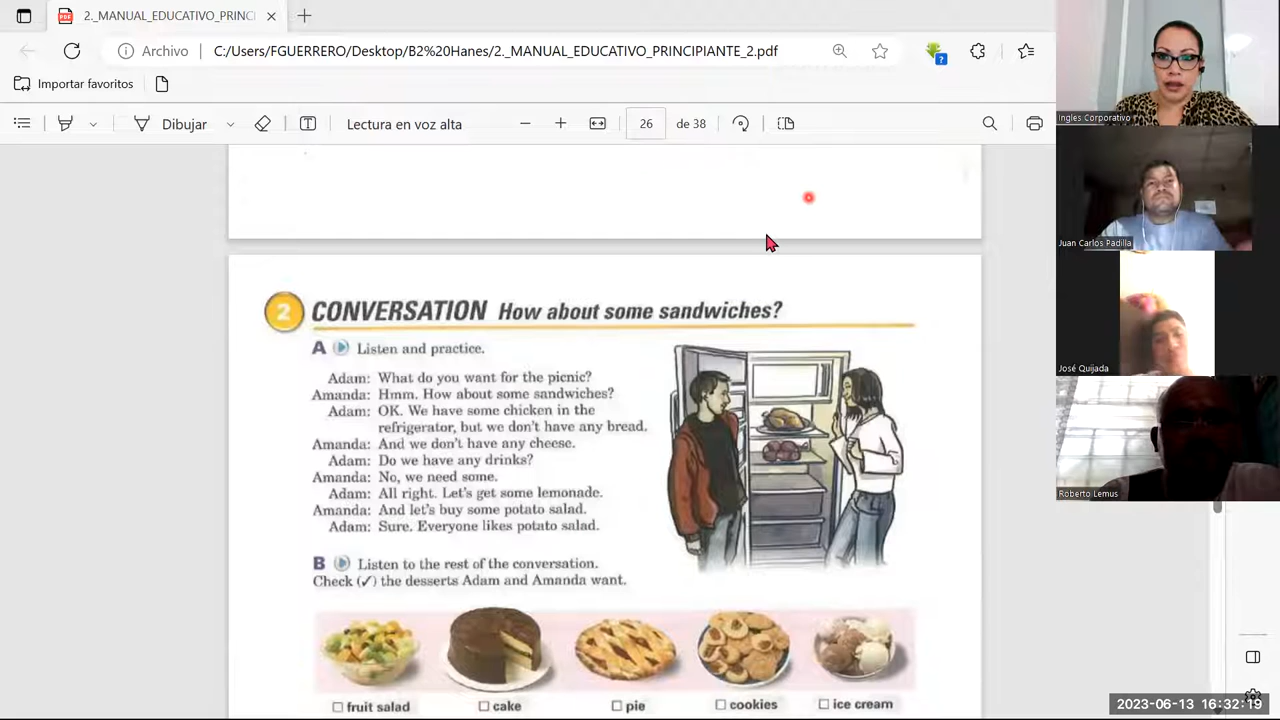 2._MANUAL_EDUCATIVO_PRINCI
Archivo
C:/Users/FGUERRERO/Desktop/B2%20Hanes/2._MANUAL_EDUCATIVO_PRINCIPIANTE_2.pdf
Importar favoritos
Dibujar
Lectura en voz alta
26 de 38
2 CONVERSATION How about some sandwiches?
A Listen and practice.
Adam: What do you want for the picnic?
Amanda: Hmm. How about some sandwiches?
Adam: OK. We have some chicken in the
refrigerator, but we don't have any bread.
Amanda: And we don't have any cheese.
Adam: Do we have any drinks?
Amanda: No, we need some.
Adam: All right. Let's get some lemonade.
Amanda: And let's buy some potato salad.
Adam: Sure. Everyone likes potato salad.
B Listen to the rest of the conversation.
Check (✓) the desserts Adam and Amanda want.
fruit salad
cake
pie
cookies
ice cream
Ingles Corporativo
Juan Carlos Padilla
José Quijada
Roberto Lemus
2023-06-13 16:32:19